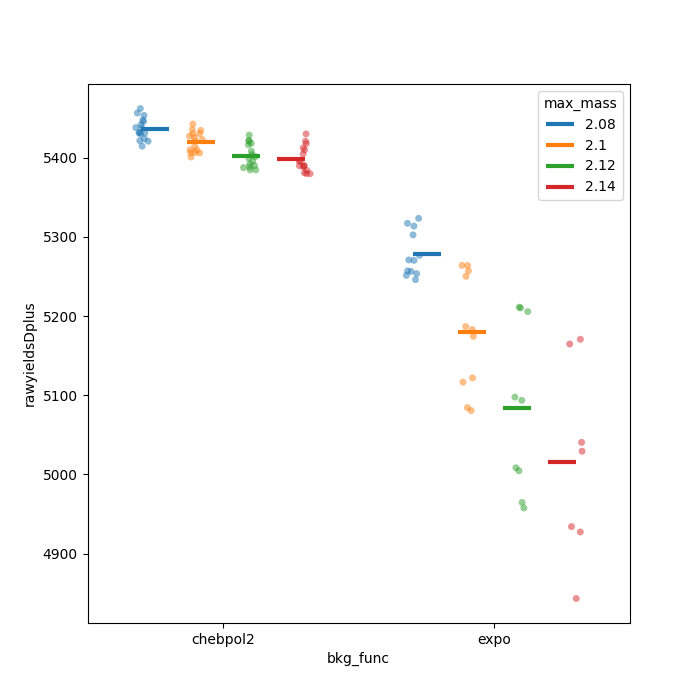 max_mass
2.08
2.1
2.12
2.14
5400
5300
5200
5100
5000
4900
rawyieldsDplus
chebpol2
expo
bkg_func